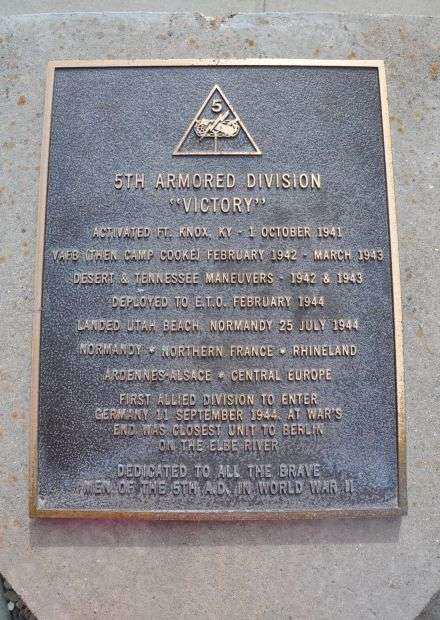 5
5TH ARMORED DIVISION
"VICTORY"
ACTIVATED FT. KNOX, KY - 1 OCTOBER 1941
VAFB (THEN CAMP COOKE) FEBRUARY 1942 - MARCH 1943
DESERT & TENNESSEE MANEUVERS - 1942 & 1943
DEPLOYED TO E.T.O. FEBRUARY 1944
LANDED UTAH BEACH, NORMANDY 25 JULY 1944
NORMANDY * NORTHERN FRANCE * RHINELAND
ARDENNES-ALSACE * CENTRAL EUROPE
FIRST ALLIED DIVISION TO ENTER
GERMANY 11 SEPTEMBER 1944. AT WAR'S
END WAS CLOSEST UNIT TO BERLIN
ON THE ELBE RIVER
DEDICATED TO ALL THE BRAVE
MEN OF THE 5TH A.D. IN WORLD WAR II